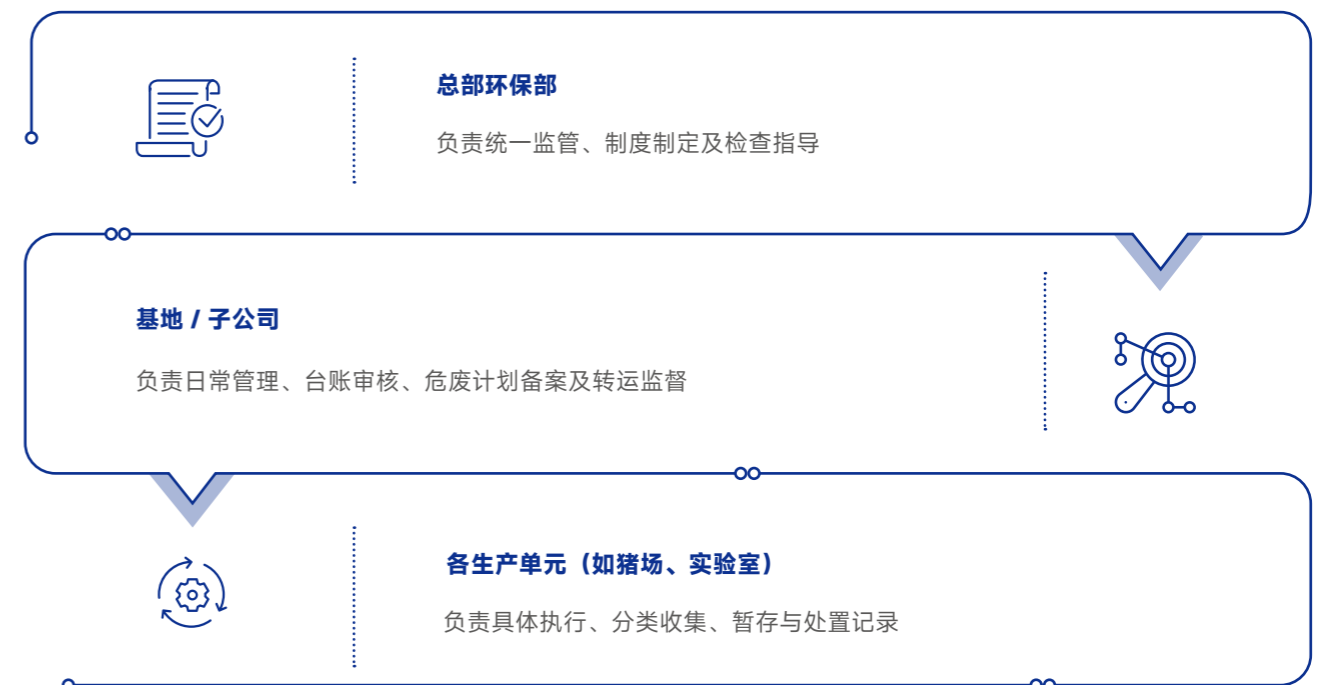 总部环保部
负责统一监管、制度制定及检查指导
基地 / 子公司
负责日常管理、台账审核、危废计划备案及转运监督
各生产单元（如猪场、实验室）
负责具体执行、分类收集、暂存与处置记录